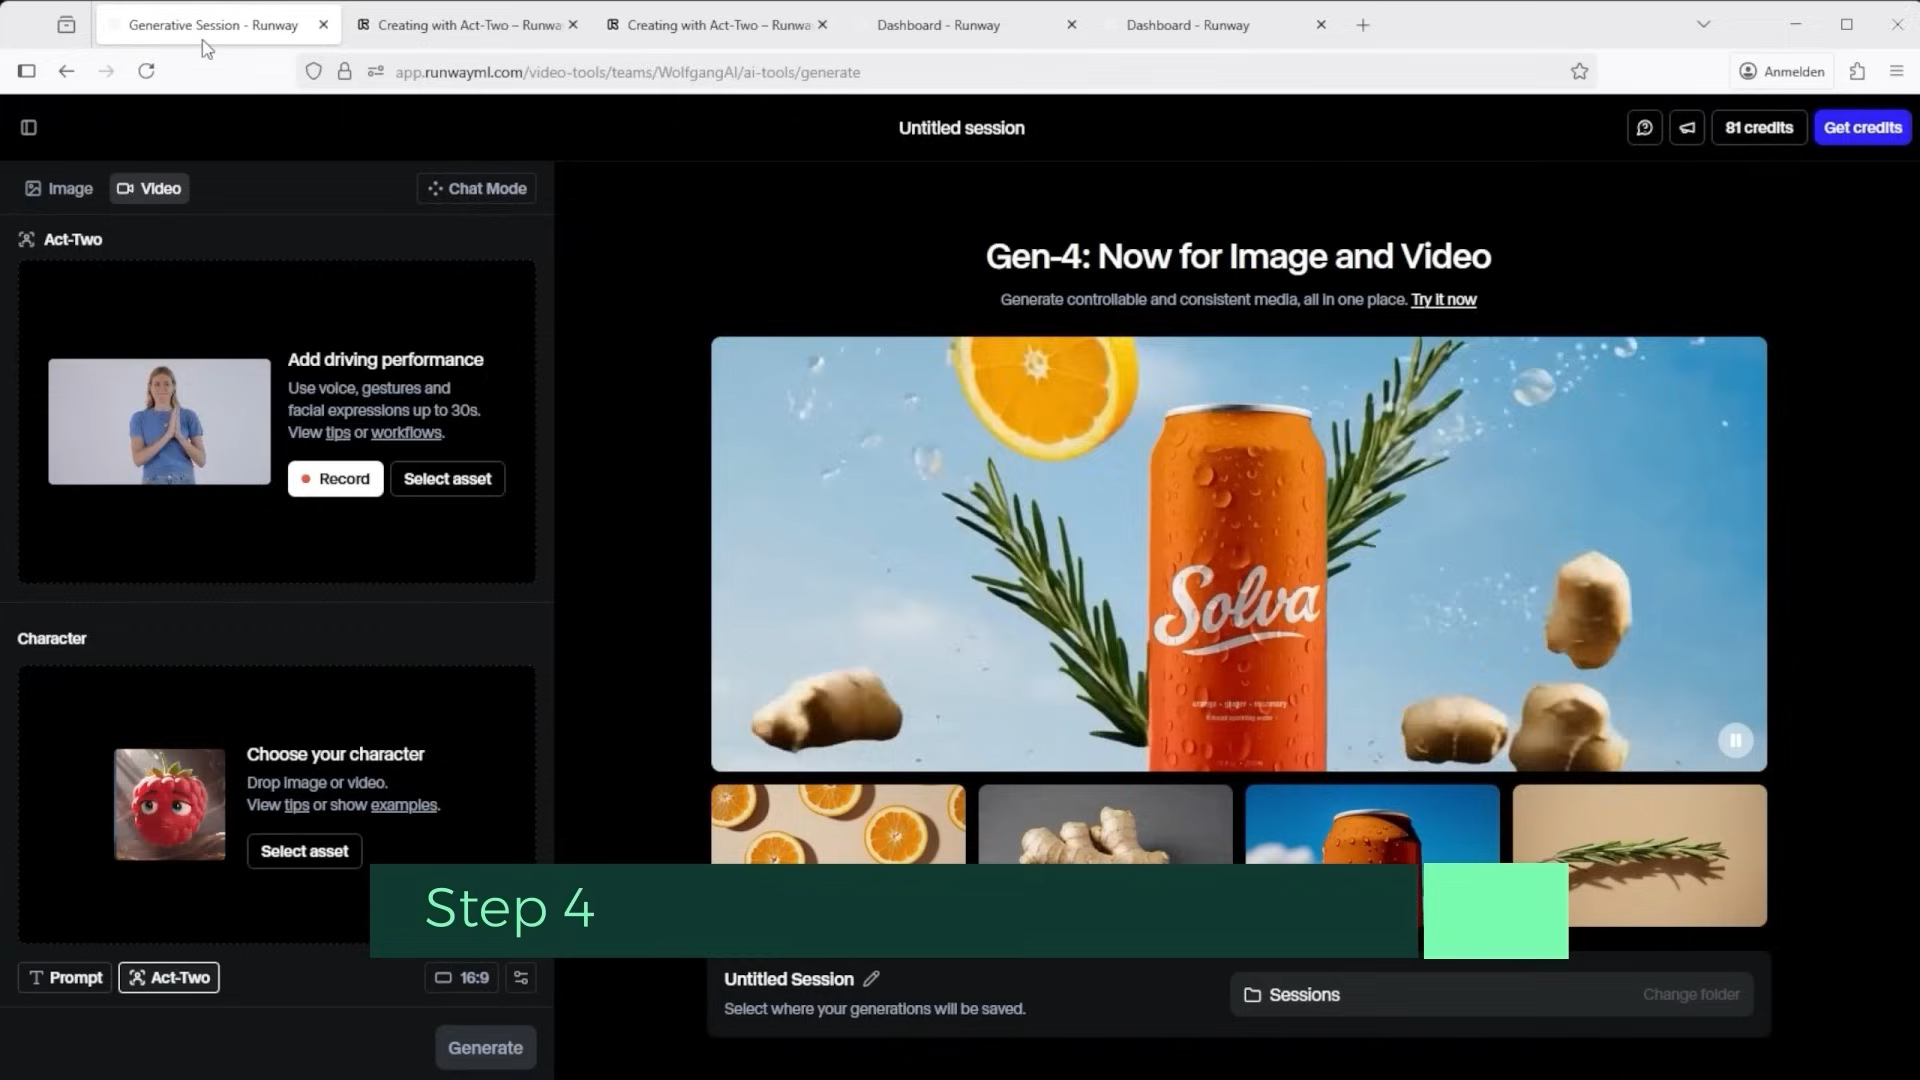 Generative Session - Runway
Creating with Act-Two – Runwa
Creating with Act-Two – Runwa
Dashboard - Runway
Dashboard - Runway
app.runwayml.com/video-tools/teams/WolfgangAI/ai-tools/generate
Anmelden
Untitled session
81 credits
Get credits
Image
Video
Chat Mode
Act-Two
Add driving performance
Use voice, gestures and
facial expressions up to 30s.
View tips or workflows.
Record
Select asset
Character
Choose your character
Drop image or video.
View tips or show examples.
Select asset
Prompt
Act-Two
16:9
Generate
Gen-4: Now for Image and Video
Generate controllable and consistent media, all in one place. Try it now
Solva
orange • ginger • rosemary
Step 4
Untitled Session
Select where your generations will be saved.
Sessions
Change folder